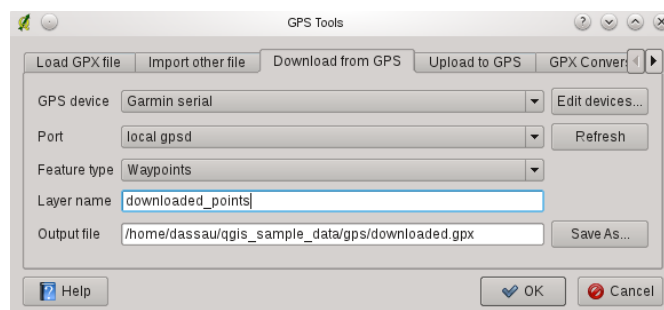 GPS Tools
Load GPX file Import other file Download from GPS Upload to GPS GPX Conver
GPS device Garmin serial Edit devices...
Port local gpsd Refresh
Feature type Waypoints
Layer name downloaded_points
Output file /home/dassau/qgis_sample_data/gps/downloaded.gpx Save As...
Help OK Cancel